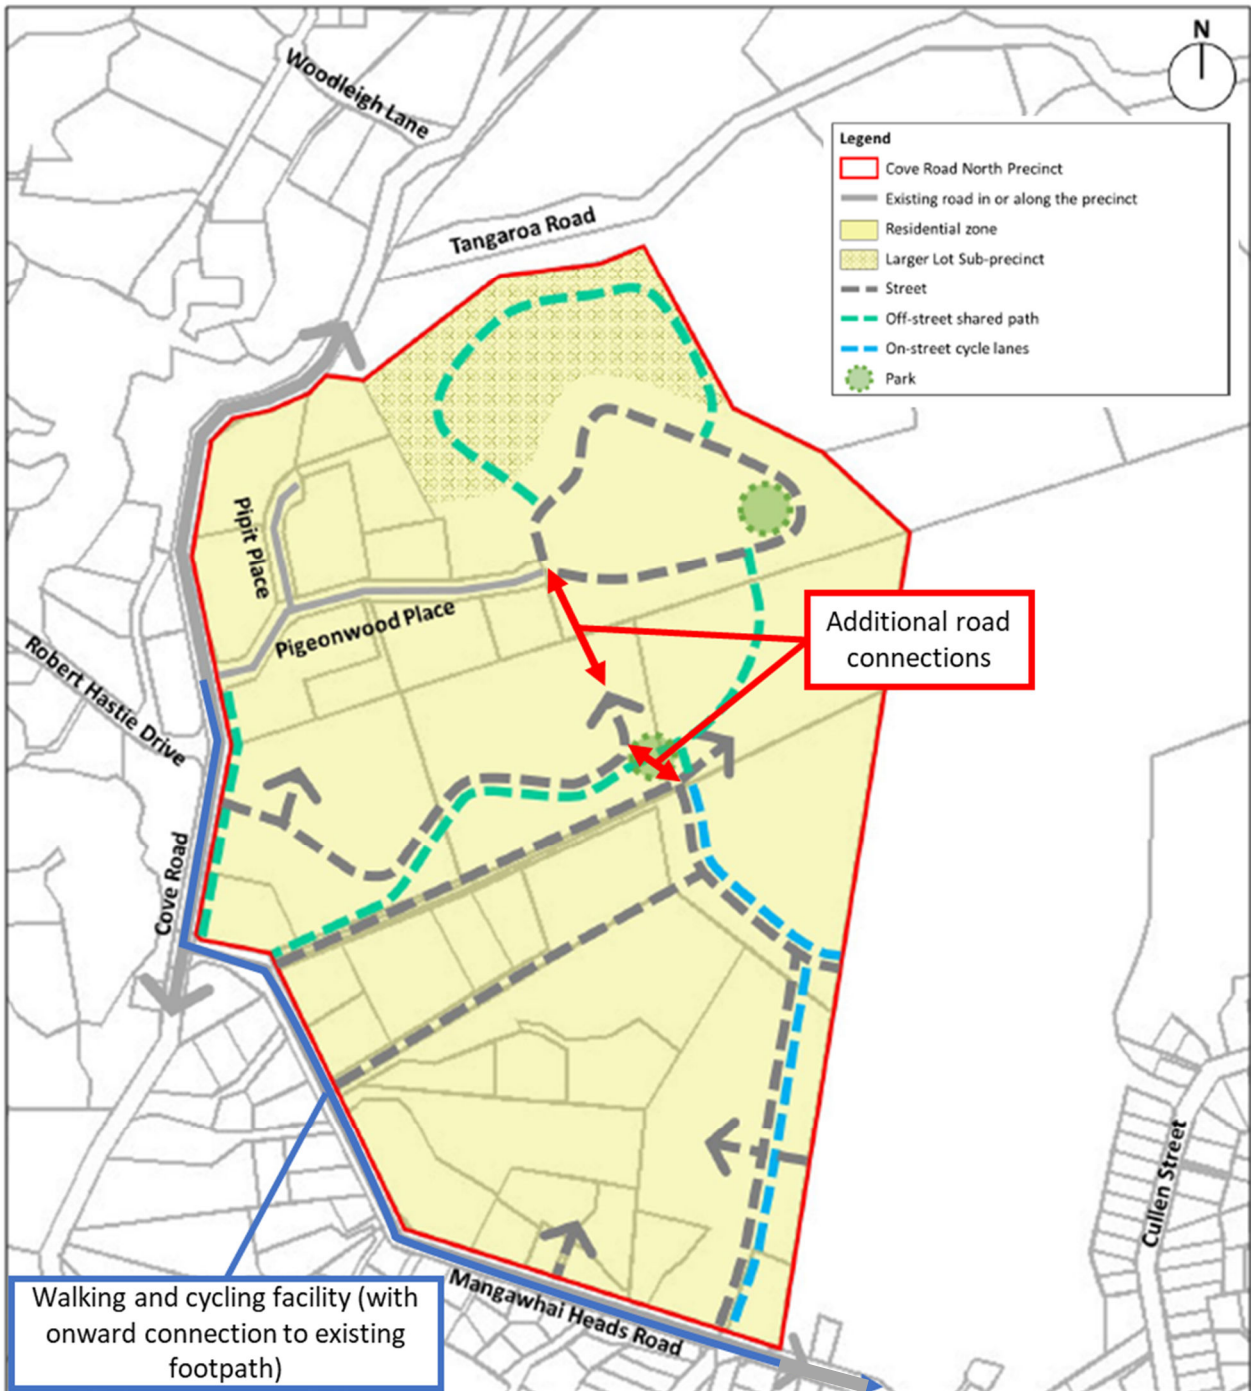 N
Woodleigh Lane
Legend
Cove Road North Precinct
Existing road in or along the precinct
Residential zone
Larger Lot Sub-precinct
Street
Off-street shared path
On-street cycle lanes
Park
Tangaroa Road
Pipit Place
Pigeonwood Place
Additional road
connections
Robert Hastie Drive
Cove Road
Cullen Street
Walking and cycling facility (with
onward connection to existing
footpath)
Mangawhai Heads Road